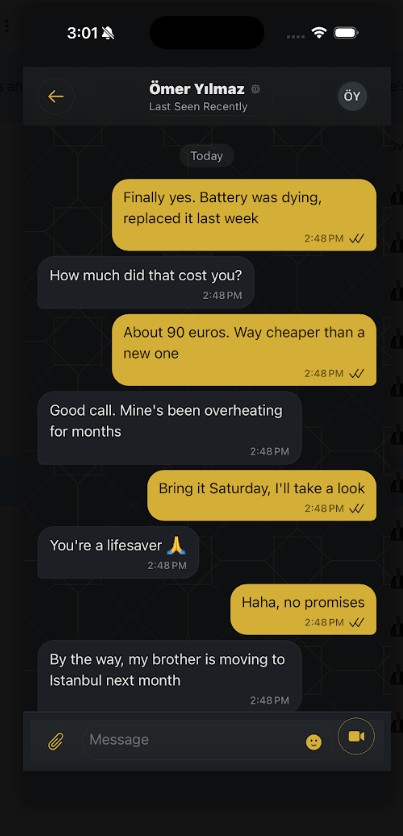 3:01
Ömer Yılmaz
Last Seen Recently
ÖY
Today
Finally yes. Battery was dying,
replaced it last week
2:48 PM
How much did that cost you?
2:48 PM
About 90 euros. Way cheaper than a
new one
2:48 PM
Good call. Mine's been overheating
for months
2:48 PM
Bring it Saturday, I'll take a look
2:48 PM
You're a lifesaver 🙏
2:48 PM
Haha, no promises
2:48 PM
By the way, my brother is moving to
Istanbul next month
2:48 PM
Message